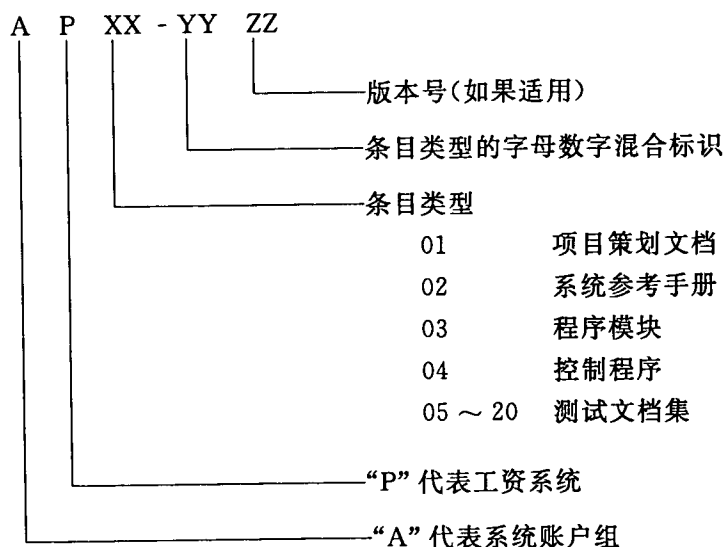 A P XX - YY ZZ
版本号(如果适用)
条目类型的字母数字混合标识
条目类型
01 项目策划文档
02 系统参考手册
03 程序模块
04 控制程序
05 ～ 20 测试文档集
“P”代表工资系统
“A”代表系统账户组